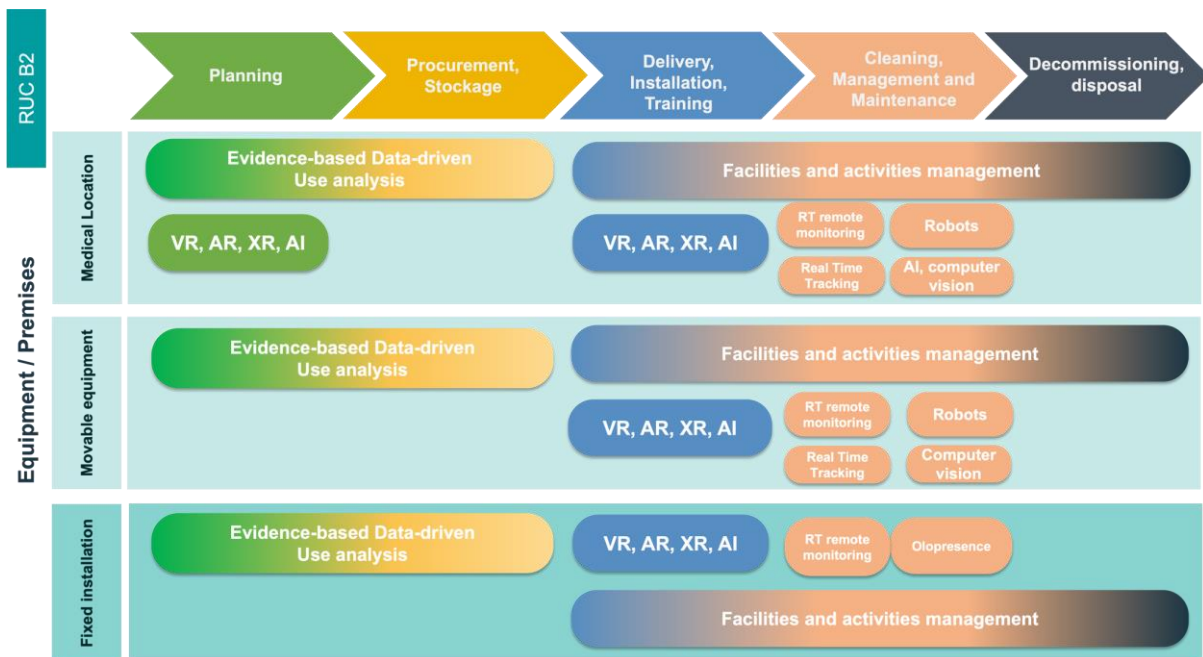 RUC B2
Planning
Procurement,
Stockage
Delivery,
Installation,
Training
Cleaning,
Management and
Maintenance
Decommissioning,
disposal
Equipment / Premises
Medical Location
Evidence-based Data-driven
Use analysis
Facilities and activities management
VR, AR, XR, AI
VR, AR, XR, AI
RT remote
monitoring
Robots
Real Time
Tracking
AI, computer
vision
Movable equipment
Evidence-based Data-driven
Use analysis
Facilities and activities management
VR, AR, XR, AI
RT remote
monitoring
Robots
Real Time
Tracking
Computer
vision
Fixed installation
Evidence-based Data-driven
Use analysis
VR, AR, XR, AI
RT remote
monitoring
Olopresence
Facilities and activities management